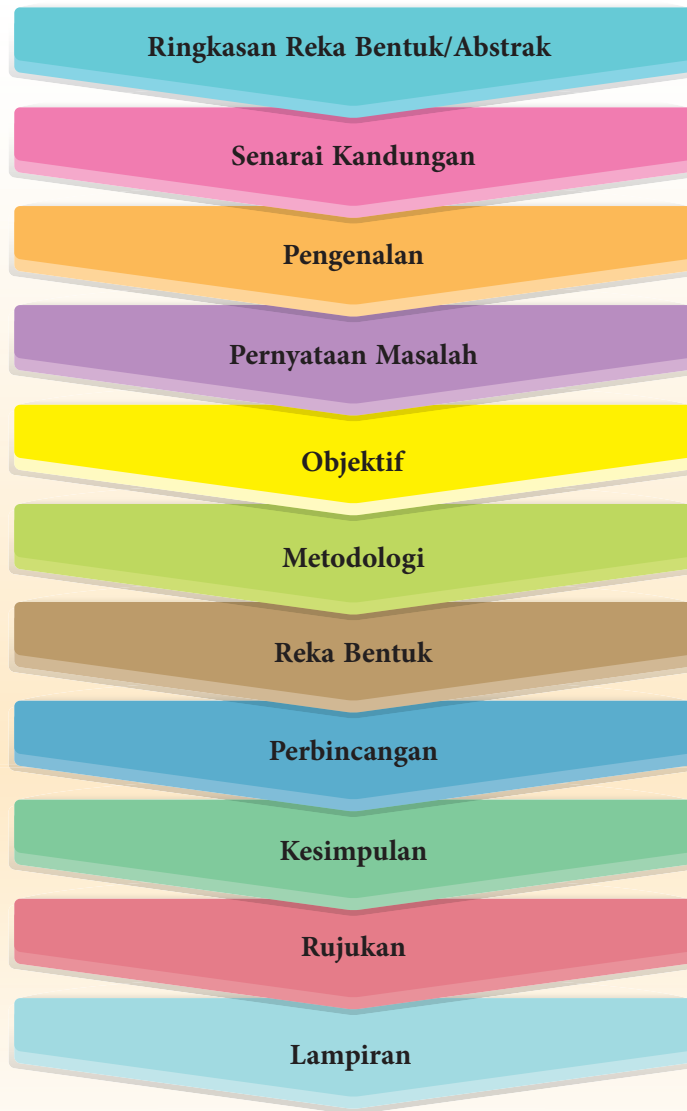 Ringkasan Reka Bentuk/Abstrak
Senarai Kandungan
Pengenalan
Pernyataan Masalah
Objektif
Metodologi
Reka Bentuk
Perbincangan
Kesimpulan
Rujukan
Lampiran